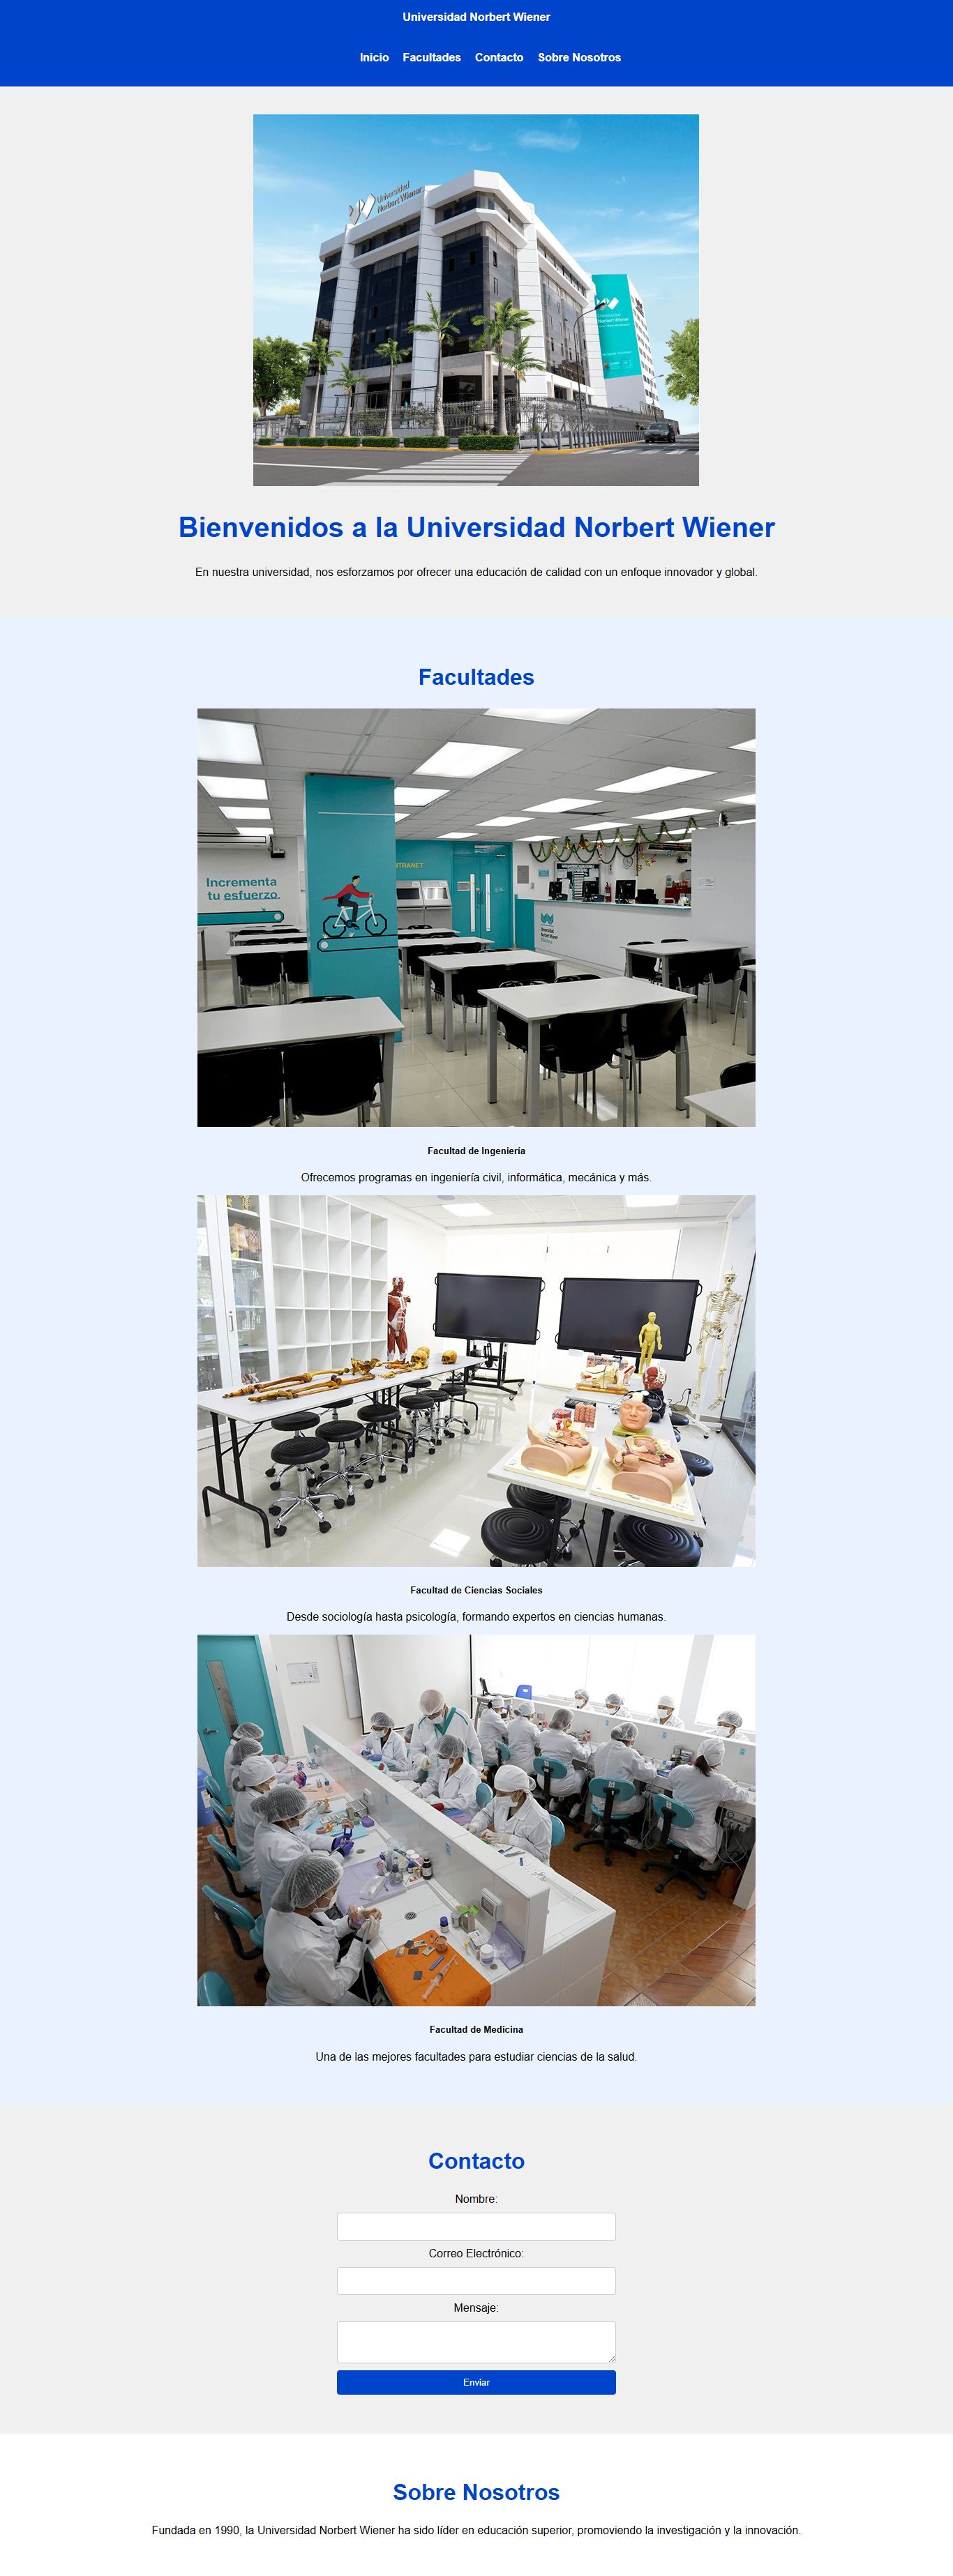 Universidad Norbert Wiener
Inicio Facultades Contacto Sobre Nosotros
Universidad
Norbert Wiener
Universidad
Norbert Wiener
Bienvenidos a la Universidad Norbert Wiener
En nuestra universidad, nos esforzamos por ofrecer una educación de calidad con un enfoque innovador y global.
Facultades
INTRANET
Incrementa
tu esfuerzo.
Universidad
Norbert Wiener
Facultad de Ingeniería
Ofrecemos programas en ingeniería civil, informática, mecánica y más.
Facultad de Ciencias Sociales
Desde sociología hasta psicología, formando expertos en ciencias humanas.
Facultad de Medicina
Una de las mejores facultades para estudiar ciencias de la salud.
Contacto
Nombre:
Correo Electrónico:
Mensaje:
Enviar
Sobre Nosotros
Fundada en 1990, la Universidad Norbert Wiener ha sido líder en educación superior, promoviendo la investigación y la innovación.